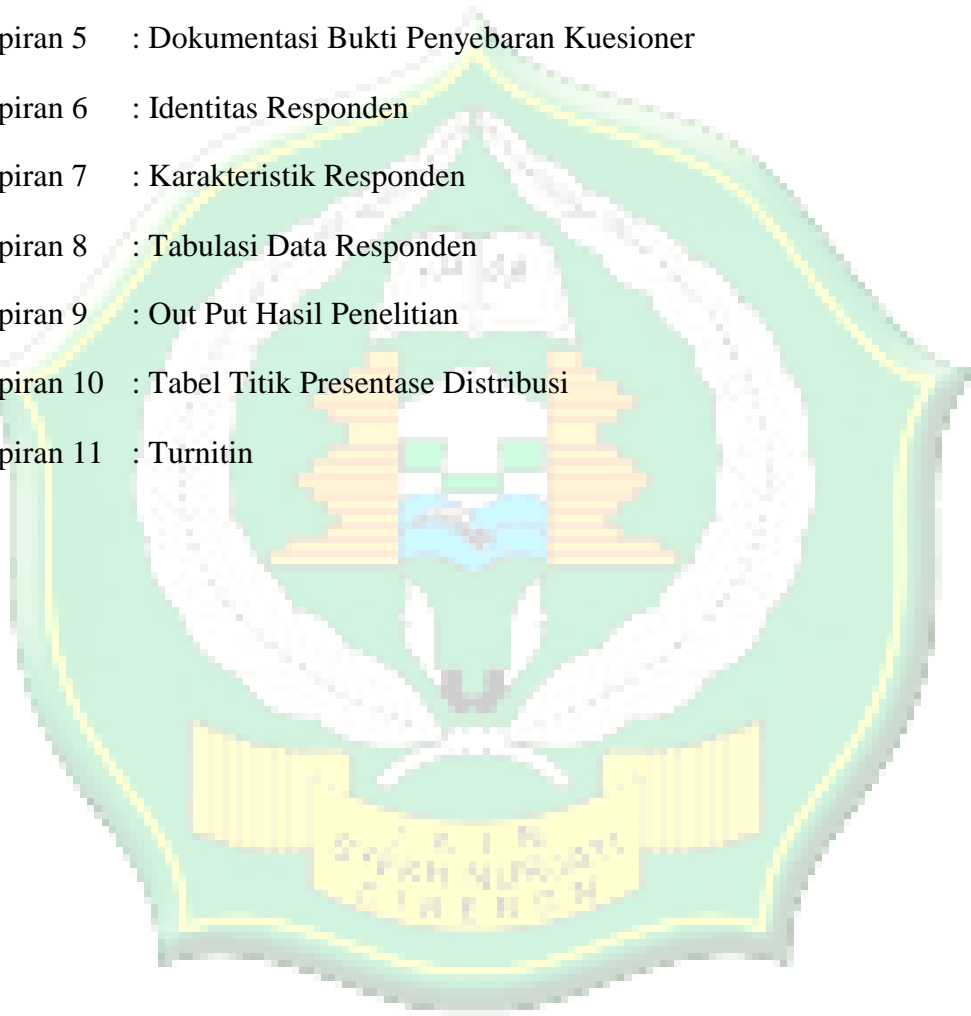 piran 5 : Dokumentasi Bukti Penyebaran Kuesioner
piran 6 : Identitas Responden
piran 7 : Karakteristik Responden
piran 8 : Tabulasi Data Responden
piran 9 : Out Put Hasil Penelitian
piran 10 : Tabel Titik Presentase Distribusi
piran 11 : Turnitin